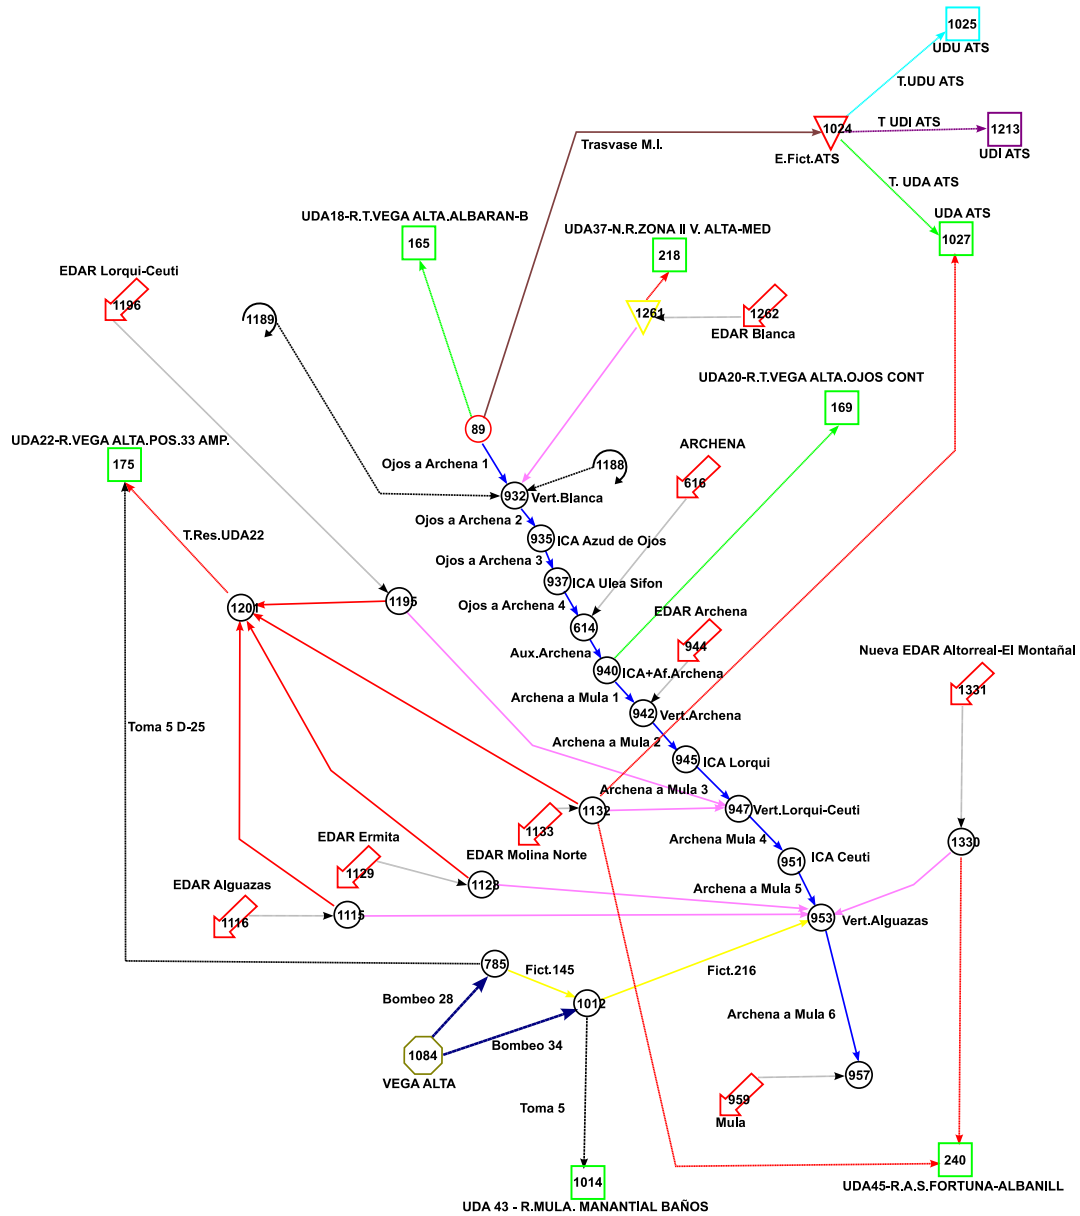 1025
UDU ATS
T.UDU ATS
1024
T UDI ATS
1213
Trasvase M.I.
E.Fict.ATS
UDI ATS
T. UDA ATS
UDA18-R.T.VEGA ALTA.ALBARAN-B
UDA ATS
165
UDA37-N.R.ZONA II V. ALTA-MED
1027
218
EDAR Lorqui-Ceuti
1196
1189
1261
1262
EDAR Blanca
UDA20-R.T.VEGA ALTA.OJOS CONT
169
89
UDA22-R.VEGA ALTA.POS.33 AMP.
ARCHENA
175
Ojos a Archena 1
1188
616
932
Vert.Blanca
Ojos a Archena 2
T.Res.UDA22
935
ICA Azud de Ojos
Ojos a Archena 3
937
ICA Ulea Sifon
1195
1201
Ojos a Archena 4
EDAR Archena
614
944
Aux.Archena
940
ICA+Af.Archena
Nueva EDAR Altorreal-El Montañal
1331
Archena a Mula 1
942
Vert.Archena
Toma 5 D-25
Archena a Mula 2
945
ICA Lorqui
Archena a Mula 3
1132
947
Vert.Lorqui-Ceuti
1133
EDAR Ermita
EDAR Molina Norte
Archena Mula 4
1330
951
ICA Ceuti
1129
1128
EDAR Alguazas
Archena a Mula 5
1116
1115
953
Vert.Alguazas
785
Fict.145
Fict.216
Bombeo 28
1012
Archena a Mula 6
Bombeo 34
1084
VEGA ALTA
957
959
Toma 5
Mula
240
1014
UDA45-R.A.S.FORTUNA-ALBANILL
UDA 43 - R.MULA. MANANTIAL BAÑOS